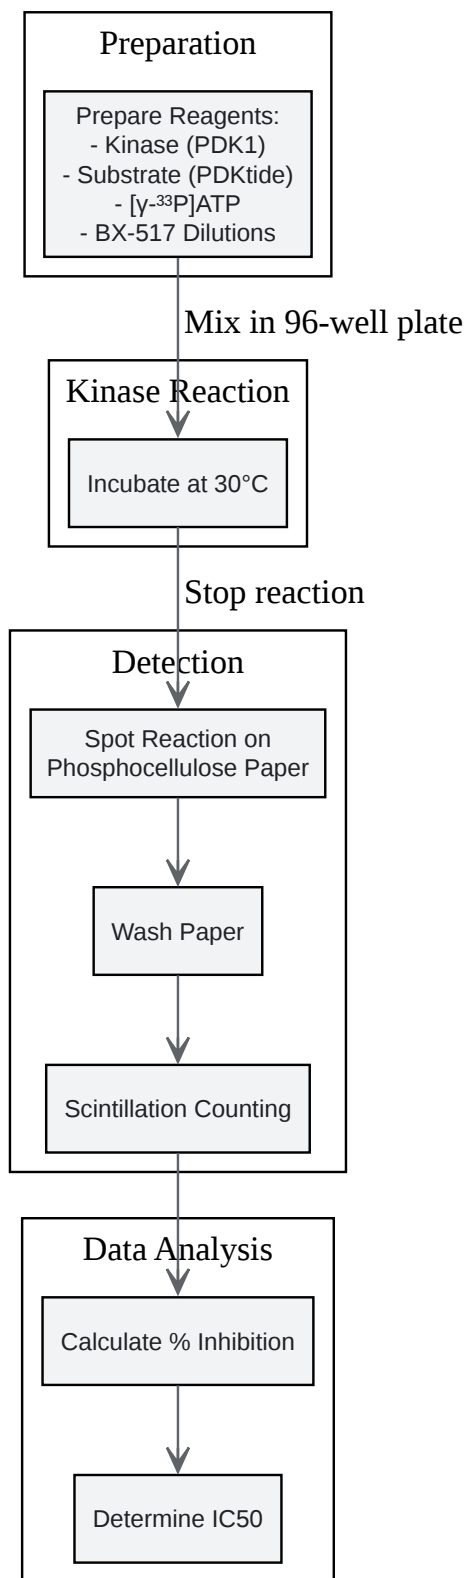 Preparation
Prepare Reagents:
- Kinase (PDK1)
- Substrate (PDKtide)
- [γ-³³P]ATP
- BX-517 Dilutions
Mix in 96-well plate
Kinase Reaction
Incubate at 30°C
Stop reaction
Detection
Spot Reaction on
Phosphocellulose Paper
Wash Paper
Scintillation Counting
Data Analysis
Calculate % Inhibition
Determine IC50